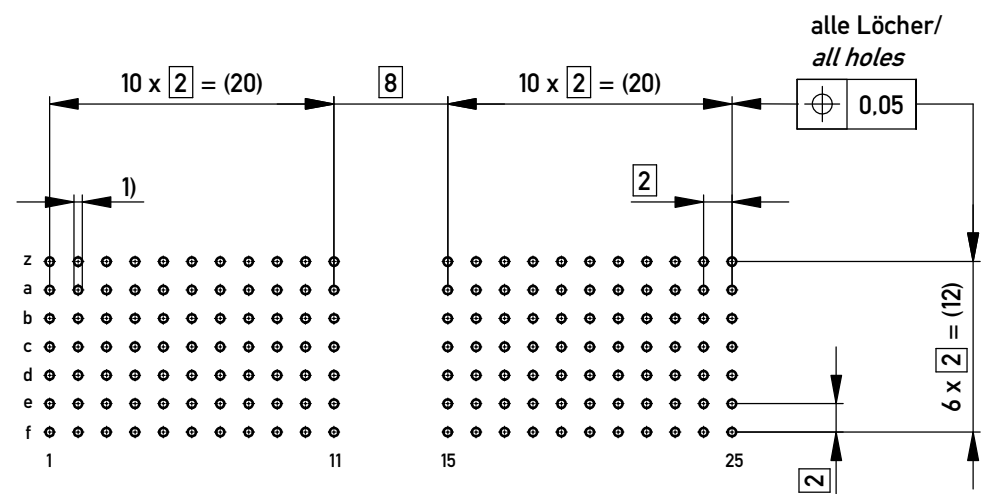 alle Löcher/
all holes
10 x 2 = (20)
8
10 x 2 = (20)
0,05
1)
2
z
a
b
c
d
e
f
6 x 2 = (12)
2
1
11
15
25